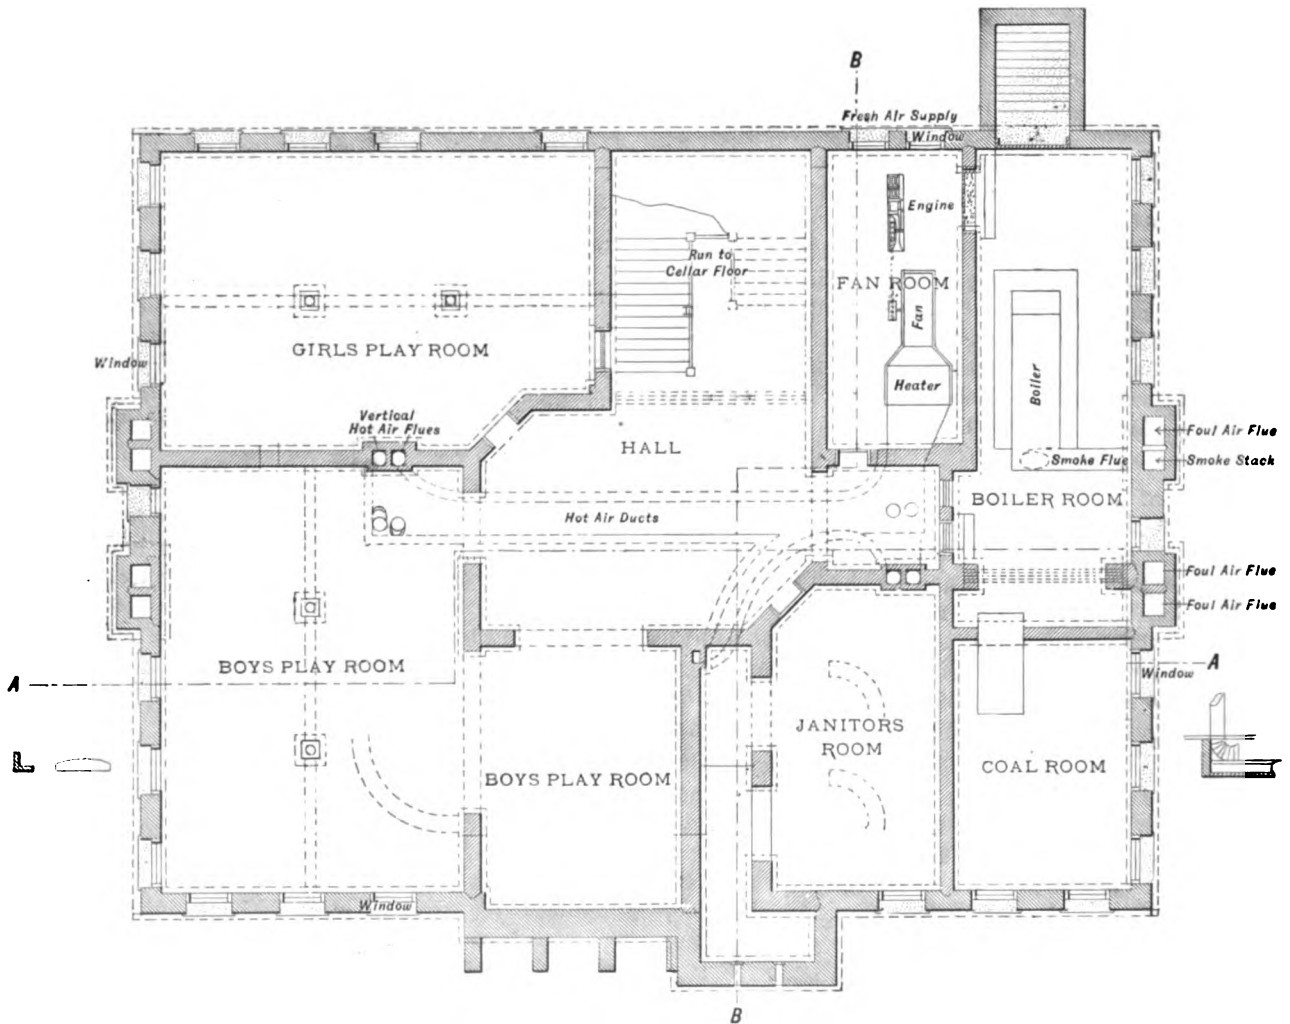 B
Fresh Air Supply
Window
Engine
Run to
Cellar Floor
FAN ROOM
Fan
GIRLS PLAY ROOM
Window
Heater
Boiler
Vertical
Hot Air Flues
HALL
Foul Air Flue
Smoke Flue
Smoke Stack
BOILER ROOM
Hot Air Ducts
Foul Air Flue
Foul Air Flue
BOYS PLAY ROOM
A
A
Window
JANITORS
ROOM
BOYS PLAY ROOM
COAL ROOM
Window
B